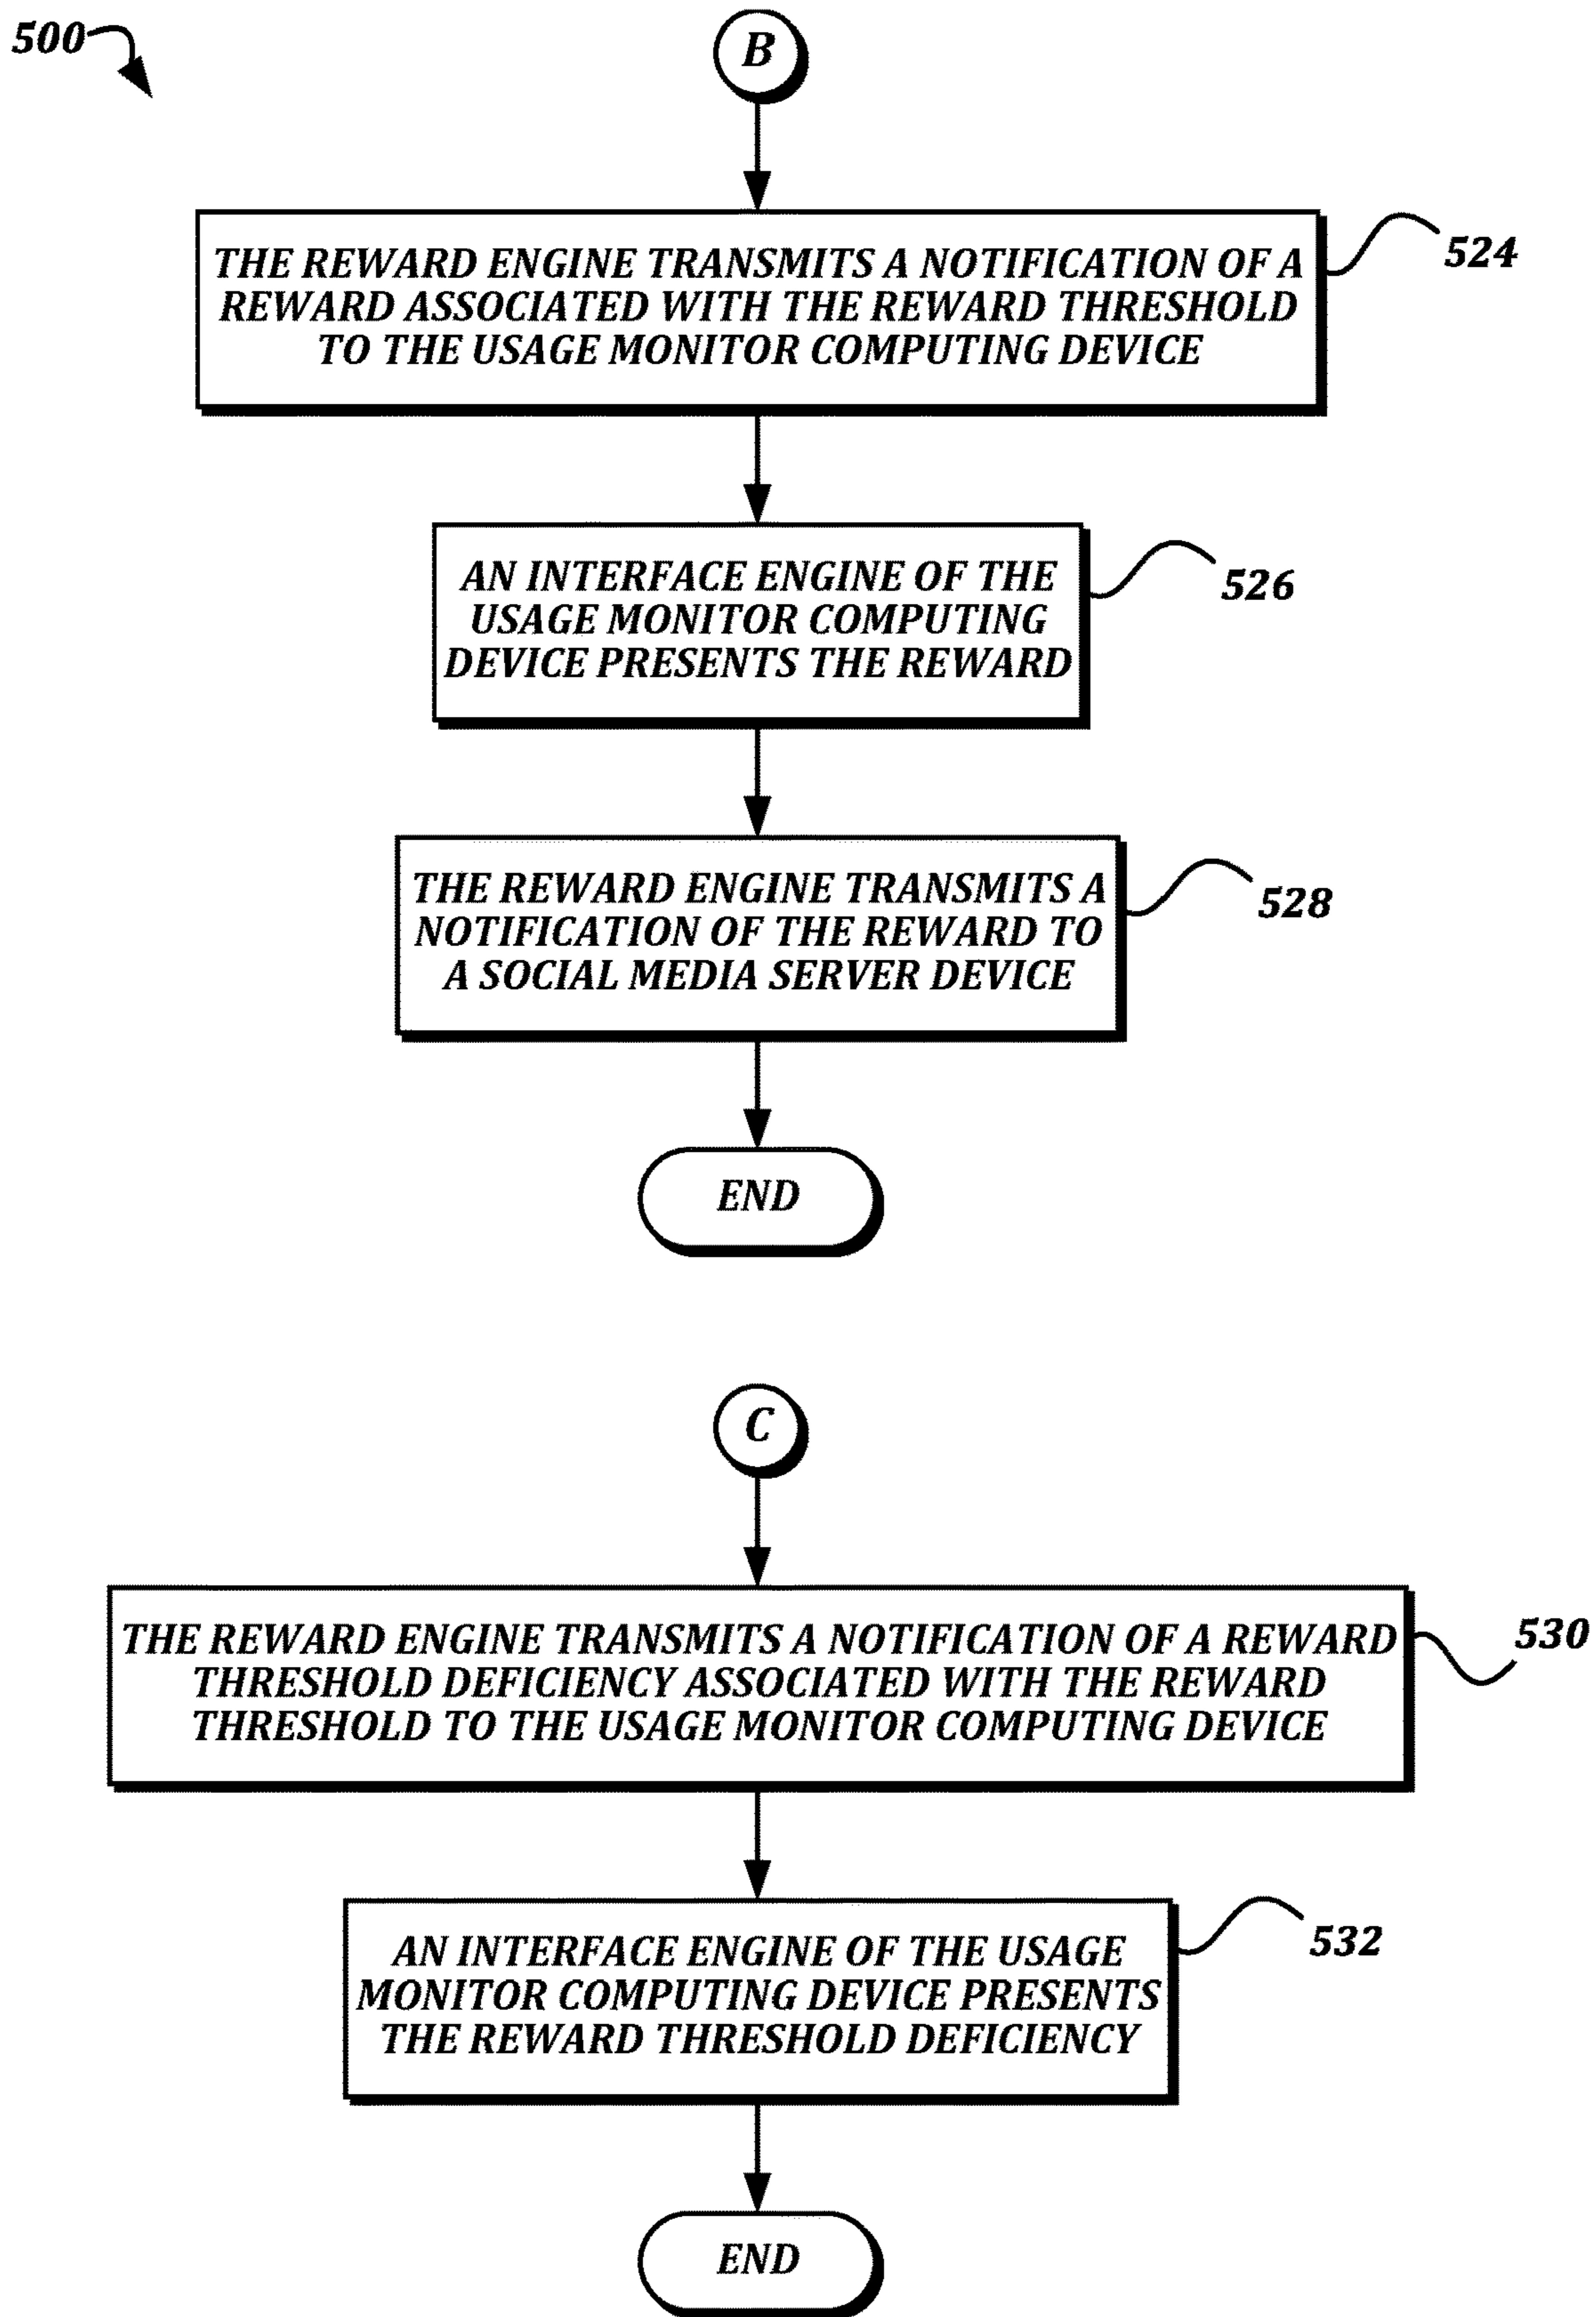 500
B
THE REWARD ENGINE TRANSMITS A NOTIFICATION OF A
REWARD ASSOCIATED WITH THE REWARD THRESHOLD
TO THE USAGE MONITOR COMPUTING DEVICE
524
AN INTERFACE ENGINE OF THE
USAGE MONITOR COMPUTING
DEVICE PRESENTS THE REWARD
526
THE REWARD ENGINE TRANSMITS A
NOTIFICATION OF THE REWARD TO
A SOCIAL MEDIA SERVER DEVICE
528
END
C
THE REWARD ENGINE TRANSMITS A NOTIFICATION OF A REWARD
THRESHOLD DEFICIENCY ASSOCIATED WITH THE REWARD
THRESHOLD TO THE USAGE MONITOR COMPUTING DEVICE
530
AN INTERFACE ENGINE OF THE USAGE
MONITOR COMPUTING DEVICE PRESENTS
THE REWARD THRESHOLD DEFICIENCY
532
END